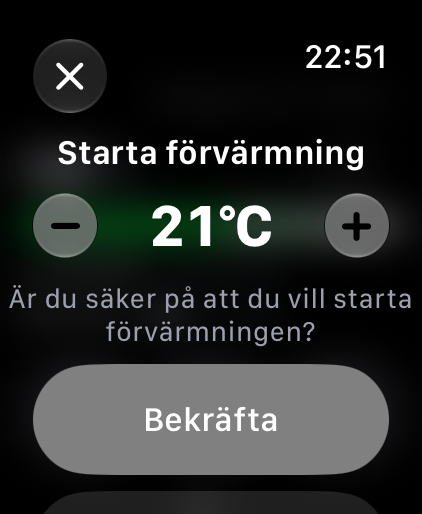 22:51
Starta förvärmning
21°C
Är du säker på att du vill starta
förvärmningen?
Bekräfta